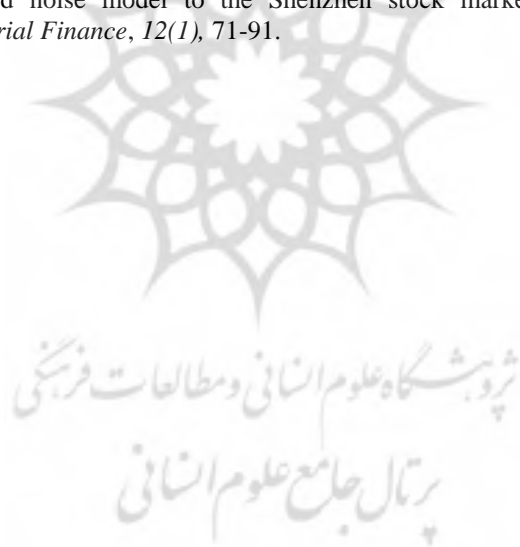 d noise model to the Shenzhen stock marke
rial Finance, 12(1), 71-91.
پژوهشگاه علوم انسانی و مطالعات فرهنگی
پرتال جامع علوم انسانی